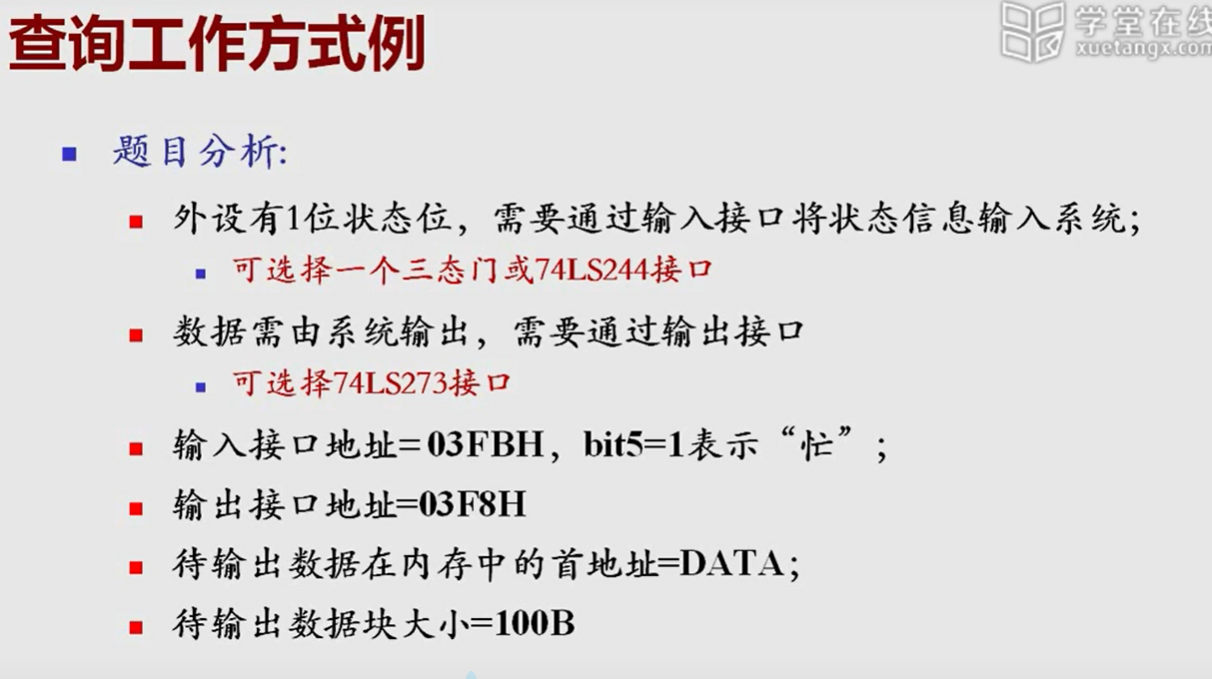 查询工作方式例
学堂在线
xuetangx.com
题目分析:
外设有1位状态位，需要通过输入接口将状态信息输入系统；
可选择一个三态门或74LS244接口
数据需由系统输出，需要通过输出接口
可选择74LS273接口
输入接口地址= 03FBH，bit5=1表示“忙”；
输出接口地址=03F8H
待输出数据在内存中的首地址=DATA；
待输出数据块大小=100B